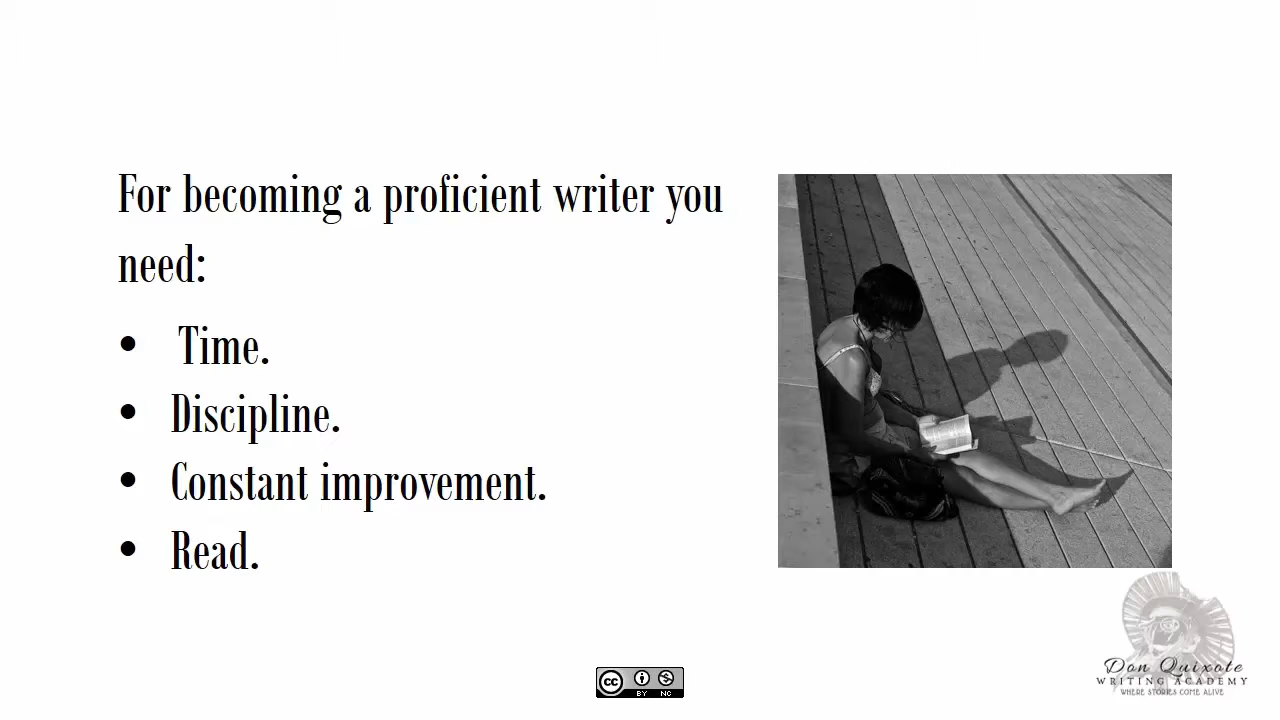 For becoming a proficient writer you
need:
• Time.
• Discipline.
• Constant improvement.
• Read.
cc BY NC
Don Quixote
WRITING ACADEMY
WHERE STORIES COME ALIVE